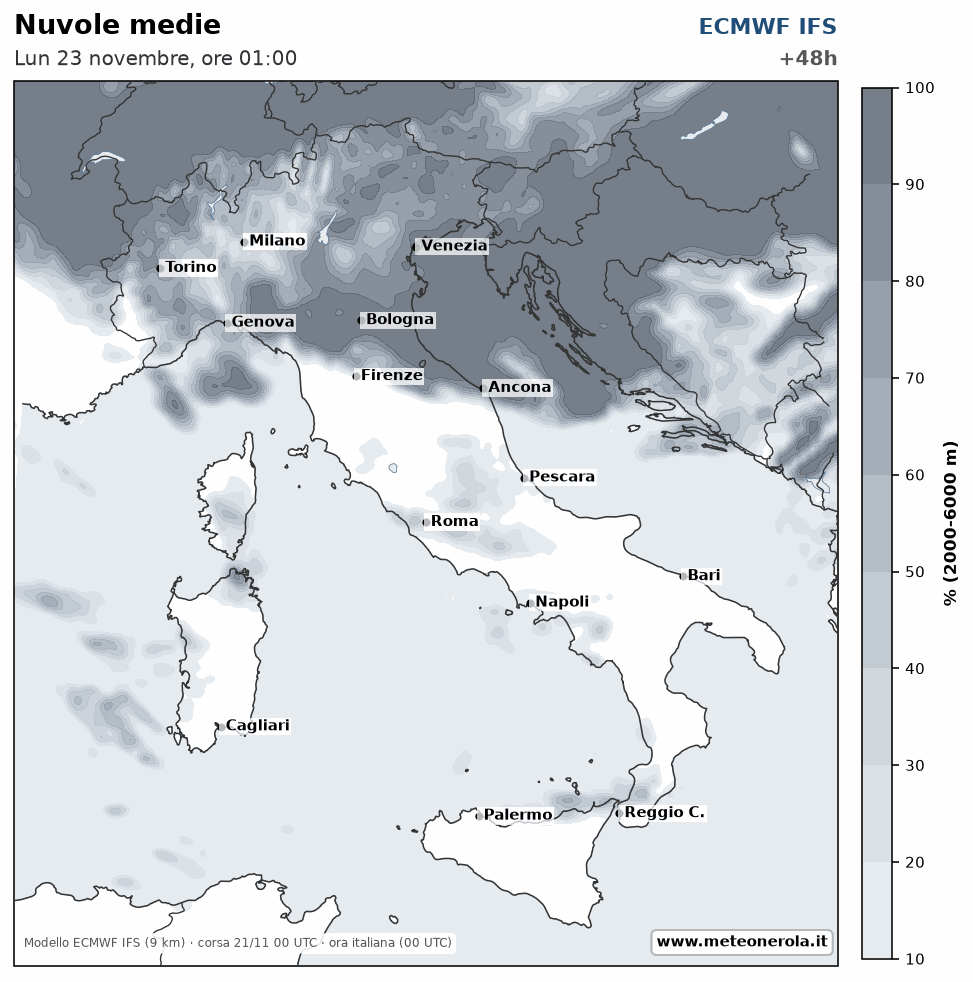 Nuvole medie
ECMWF IFS
Lun 23 novembre, ore 01:00
+48h
100
90
80
70
60
50
40
30
20
10
% (2000-6000 m)
Milano
Venezia
Torino
Genova
Bologna
Firenze
Ancona
Pescara
Roma
Bari
Napoli
Cagliari
Palermo
Reggio C.
Modello ECMWF IFS (9 km) · corsa 21/11 00 UTC · ora italiana (00 UTC)
www.meteonerola.it